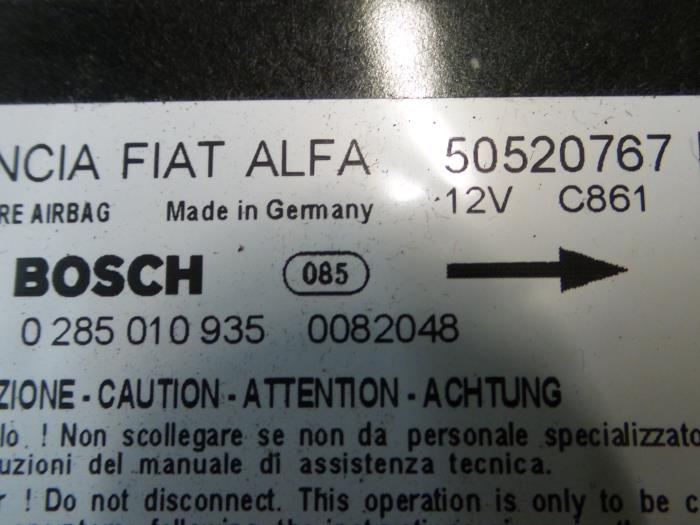 NCIA FIAT ALFA 50520767
RE AIRBAG Made in Germany 12V C861
BOSCH 085
0 285 010 935 0082048
ZIONE - CAUTION - ATTENTION - ACHTUNG
lò ! Non scollegare se non da personale specializzato
uzioni del manuale di assistenza tecnica.
r ! Do not disconnect. This operation is only to be c